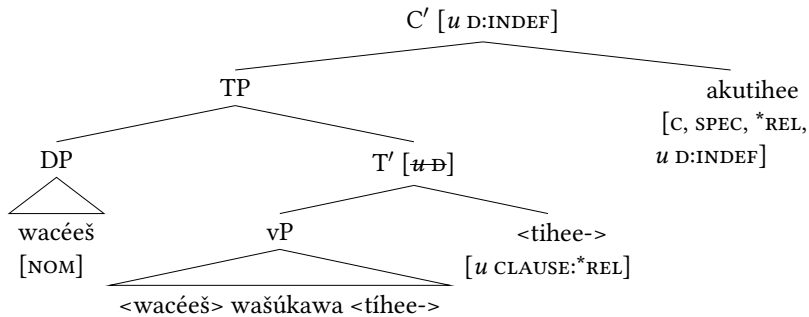 C′ [u D:INDEF]
TP
akutihee
[C, SPEC, *REL,
u D:INDEF]
DP
T′ [u D]
wacéeš
[NOM]
vP
<tihee->
[u CLAUSE:*REL]
<wacéeš> wašúkawa <tíhee->